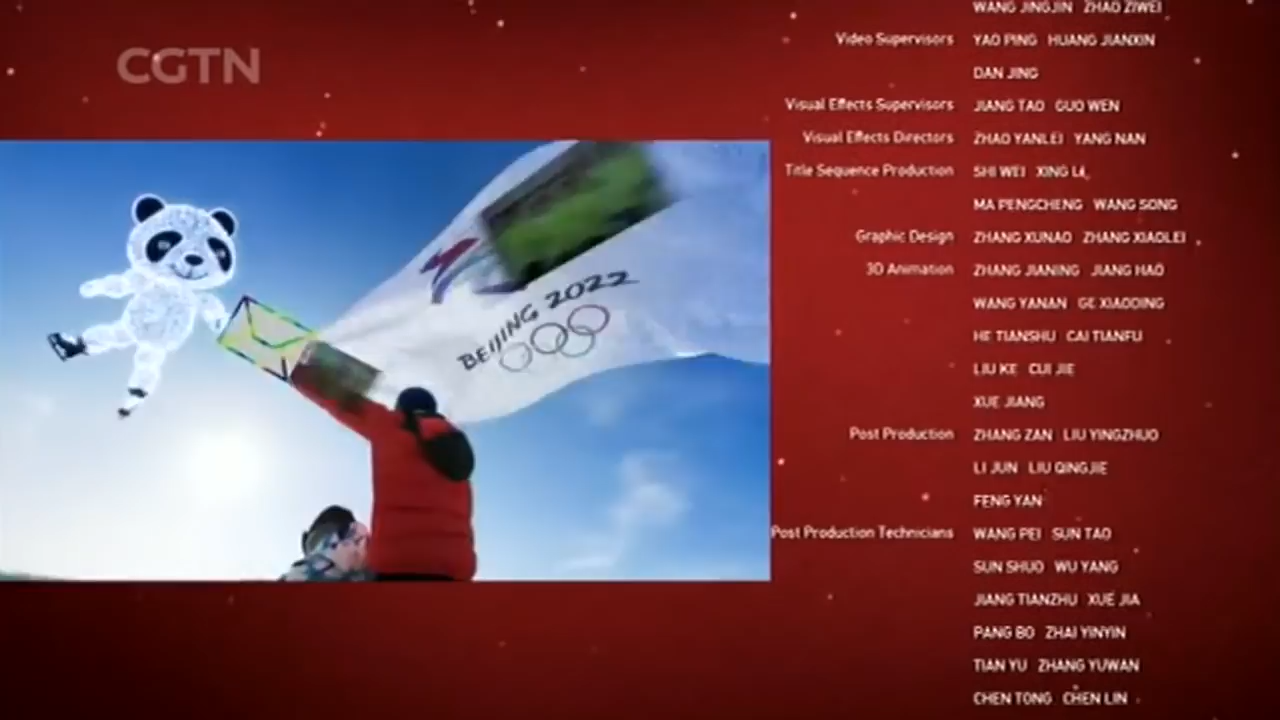 CGTN
WANG JINGJIN ZHAO ZIWEI
Video Supervisors YAO PING HUANG JIANXIN
DAN JING
Visual Effects Supervisors JIANG TAO GUO WEN
Visual Effects Directors ZHAO YANLEI YANG NAN
Title Sequence Production SHI WEI XING LI
MA PENGCHENG WANG SONG
Graphic Design ZHANG XUNAO ZHANG XIAOLEI
3D Animation ZHANG JIANING JIANG HAO
WANG YANAN GE XIAODING
HE TIANSHU CAI TIANFU
LIU KE CUI JIE
XUE JIANG
Post Production ZHANG ZAN LIU YINGZHUO
LI JUN LIU QINGJIE
FENG YAN
Post Production Technicians WANG PEI SUN TAO
SUN SHUO WU YANG
JIANG TIANZHU XUE JIA
PANG BO ZHAI YINYIN
TIAN YU ZHANG YUWAN
CHEN TONG CHEN LIN
BEIJING 2022